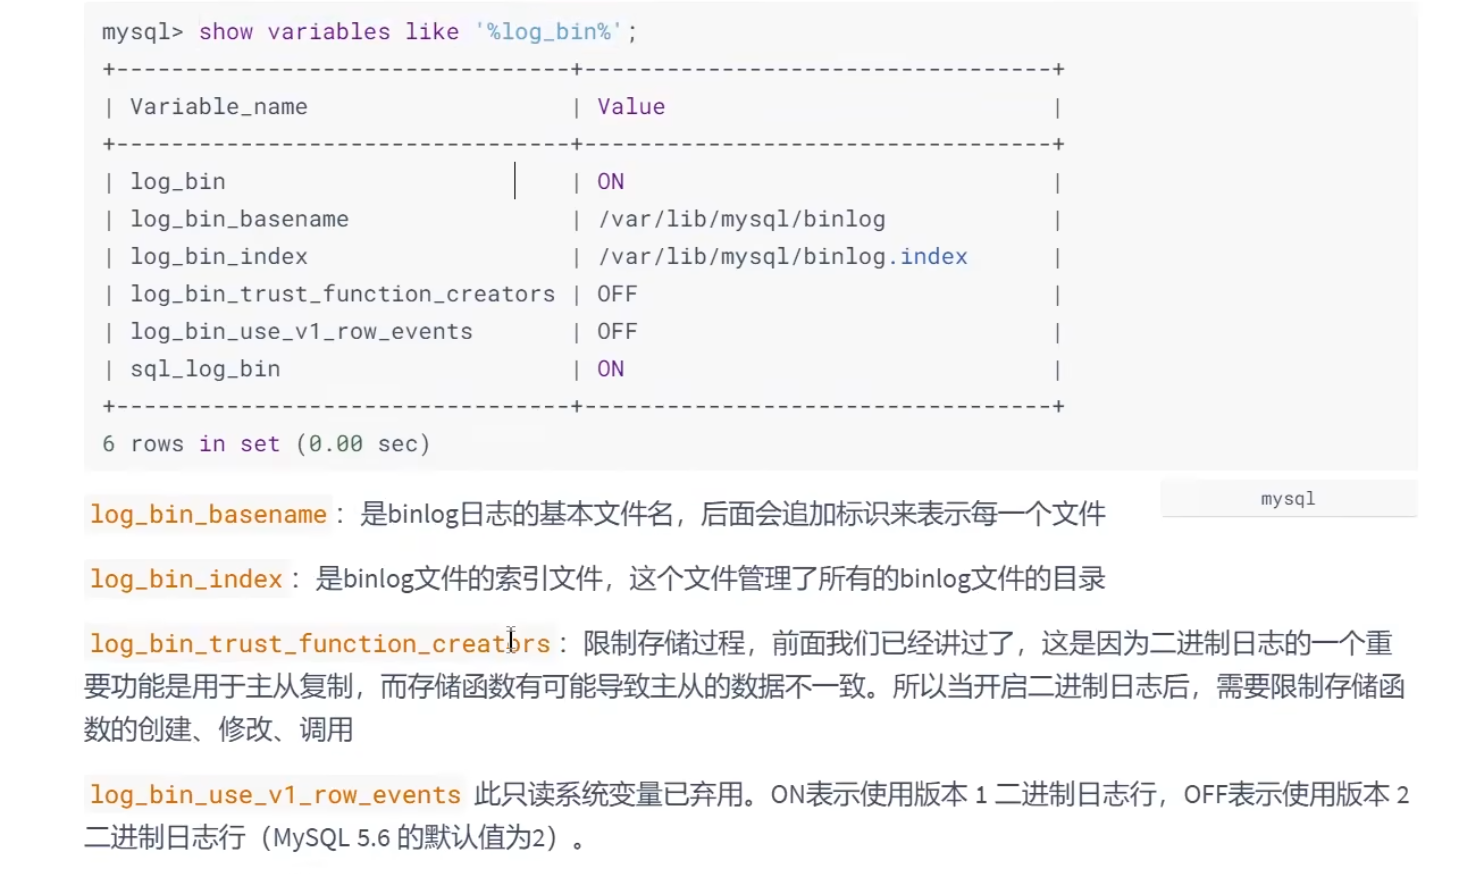 mysql> show variables like '%log_bin%';
+---------------------------------+----------------------------------+
| Variable_name                   | Value                            |
+---------------------------------+----------------------------------+
| log_bin                         | ON                               |
| log_bin_basename                | /var/lib/mysql/binlog            |
| log_bin_index                   | /var/lib/mysql/binlog.index      |
| log_bin_trust_function_creators | OFF                              |
| log_bin_use_v1_row_events       | OFF                              |
| sql_log_bin                     | ON                               |
+---------------------------------+----------------------------------+
6 rows in set (0.00 sec)
mysql
log_bin_basename：是binlog日志的基本文件名，后面会追加标识来表示每一个文件
log_bin_index：是binlog文件的索引文件，这个文件管理了所有的binlog文件的目录
log_bin_trust_function_creators：限制存储过程，前面我们已经讲过了，这是因为二进制日志的一个重
要功能是用于主从复制，而存储函数有可能导致主从的数据不一致。所以当开启二进制日志后，需要限制存储函
数的创建、修改、调用
log_bin_use_v1_row_events 此只读系统变量已弃用。ON表示使用版本 1 二进制日志行，OFF表示使用版本 2
二进制日志行（MySQL 5.6 的默认值为2）。